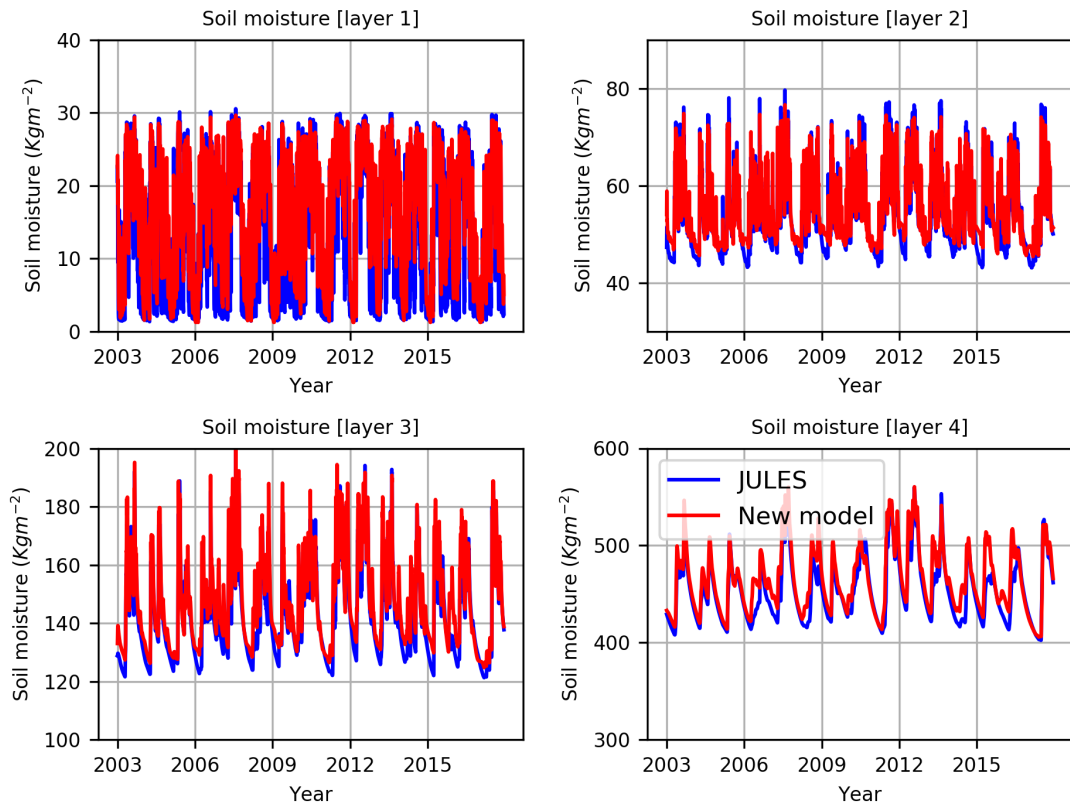 Soil moisture [layer 1]
40
30
20
10
0
Soil moisture (Kgm⁻²)
2003 2006 2009 2012 2015
Year
Soil moisture [layer 2]
80
60
40
Soil moisture (Kgm⁻²)
2003 2006 2009 2012 2015
Year
Soil moisture [layer 3]
200
180
160
140
120
100
Soil moisture (Kgm⁻²)
2003 2006 2009 2012 2015
Year
Soil moisture [layer 4]
600
500
400
300
Soil moisture (Kgm⁻²)
JULES
New model
2003 2006 2009 2012 2015
Year